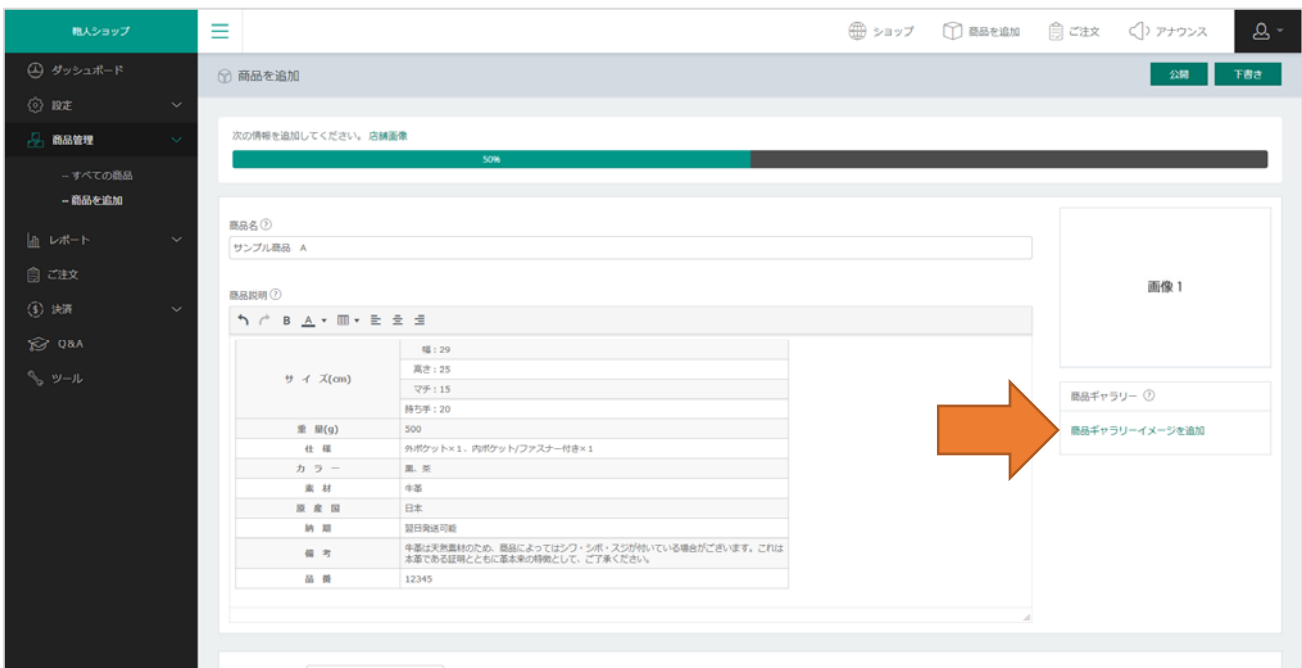 鞄人ショップ
ショップ
商品を追加
ご注文
アナウンス
ダッシュボード
設定
商品管理
-- すべての商品
-- 商品を追加
レポート
ご注文
決済
Q&A
ツール
商品を追加
公開
下書き
次の情報を追加してください。 店舗画像
50%
商品名
サンプル商品 A
商品説明
B A
サ イ ズ(cm)
幅：29
高さ：25
マチ：15
持ち手：20
重 量(g) 500
仕 様 外ポケット×1、内ポケット/ファスナー付き×1
カ ラ ー 黒、茶
素 材 牛革
原 産 国 日本
納 期 翌日発送可能
備 考 牛革は天然素材のため、商品によってはシワ・シボ・スジが付いている場合がございます。これは
本革である証明とともに革本来の特徴として、ご了承ください。
品 番 12345
画像 1
商品ギャラリー
商品ギャラリーイメージを追加